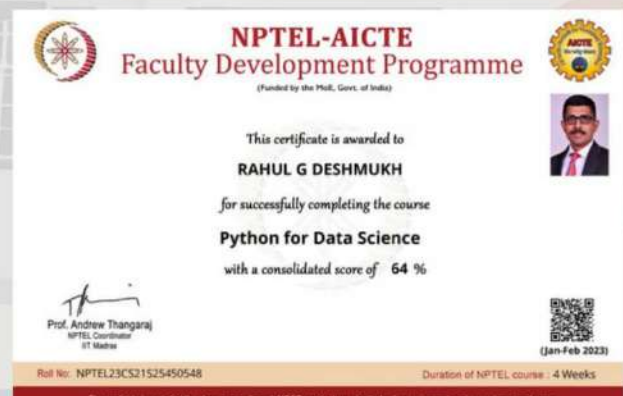 NPTEL-AICTE
Faculty Development Programme
(Funded by the MoE, Govt. of India)
AICTE
This certificate is awarded to
RAHUL G DESHMUKH
for successfully completing the course
Python for Data Science
with a consolidated score of 64 %
Prof. Andrew Thangaraj
NPTEL Coordinator
IIT Madras
(Jan-Feb 2023)
Roll No: NPTEL23CS21S25450548
Duration of NPTEL course : 4 Weeks